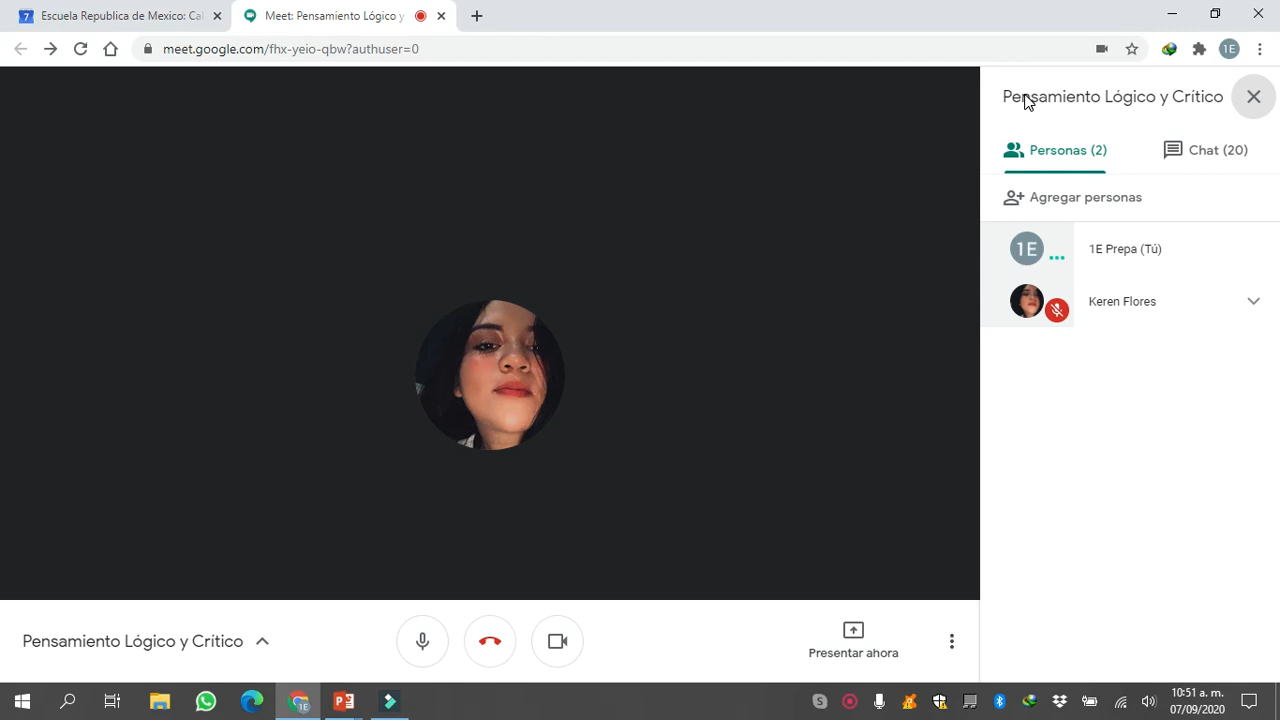 Escuela Republica de Mexico: Cal
Meet: Pensamiento Lógico y
meet.google.com/fhx-yeio-qbw?authuser=0
1E
Pensamiento Lógico y Crítico
Personas (2)
Chat (20)
Agregar personas
1E
1E Prepa (Tú)
Keren Flores
Pensamiento Lógico y Crítico
Presentar ahora
10:51 a. m.
07/09/2020